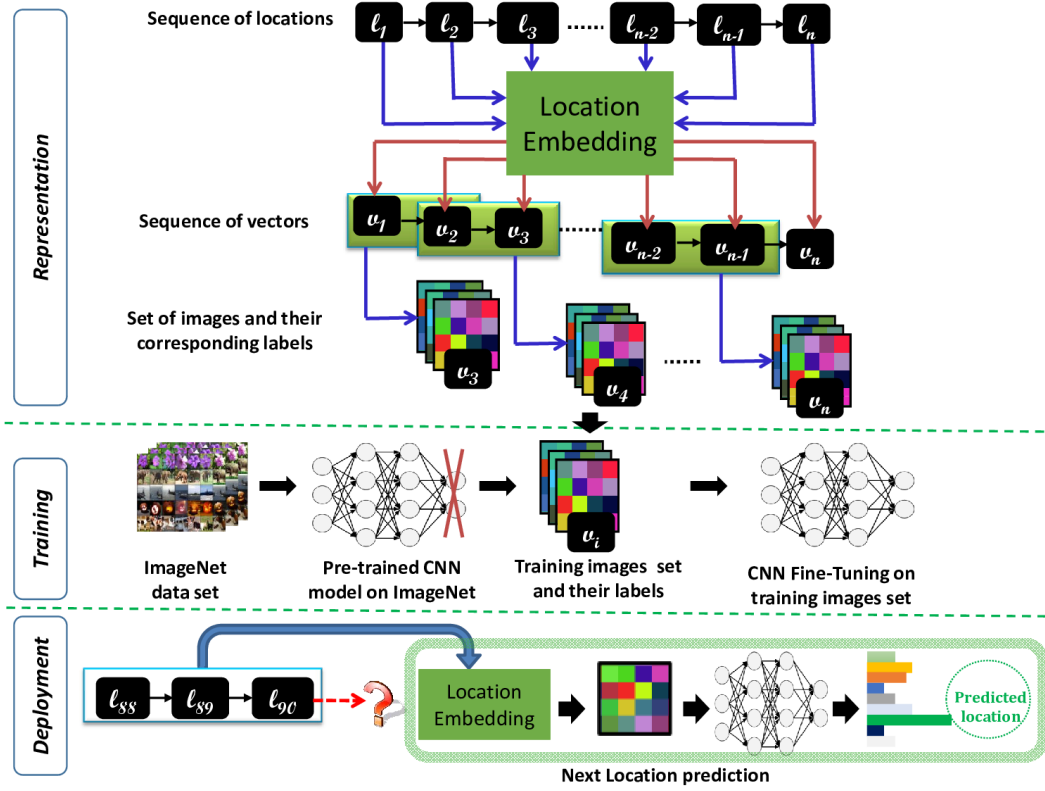 Representation
Sequence of locations
ℓ1 ℓ2 ℓ3 ...... ℓn-2 ℓn-1 ℓn
Location
Embedding
Sequence of vectors
v1 v2 v3 ...... vn-2 vn-1 vn
Set of images and their
corresponding labels
v3 v4 ...... vn
Training
ImageNet
data set
Pre-trained CNN
model on ImageNet
vi
Training images set
and their labels
CNN Fine-Tuning on
training images set
Deployment
ℓ88 ℓ89 ℓ90 ?
Location
Embedding
Predicted
location
Next Location prediction